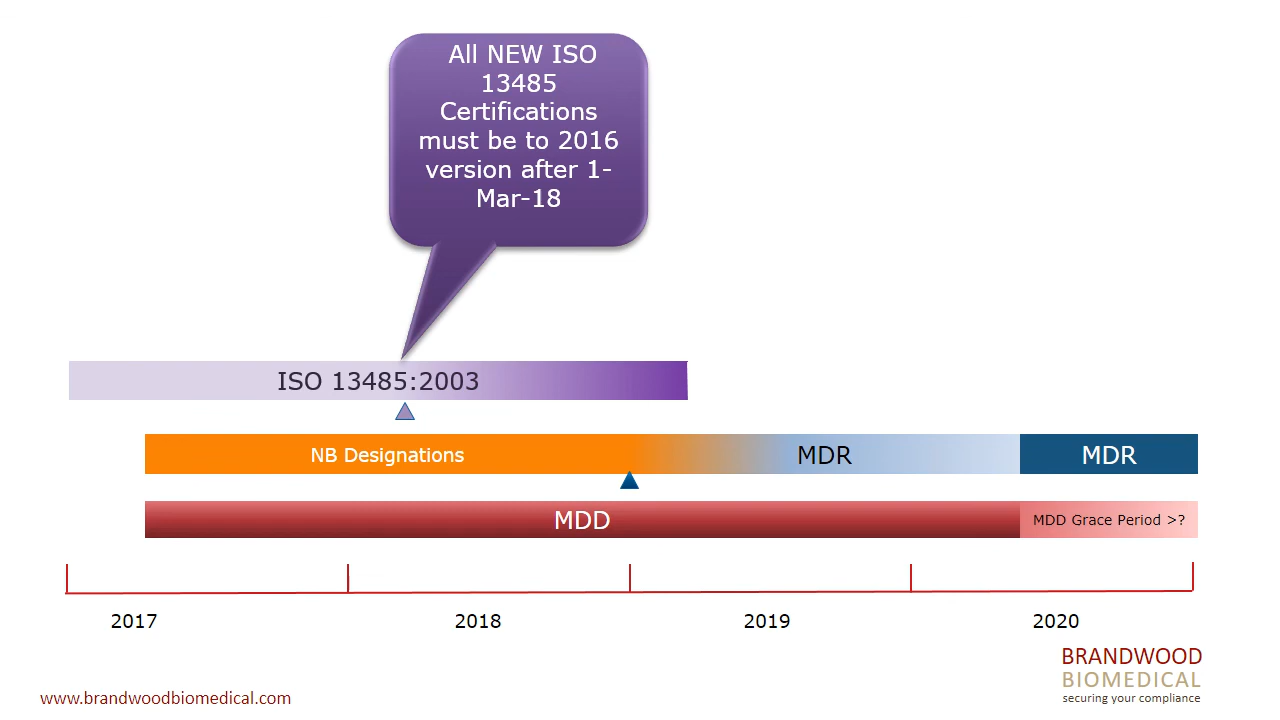 All NEW ISO
13485
Certifications
must be to 2016
version after 1-
Mar-18
ISO 13485:2003
NB Designations
MDR
MDR
MDD
MDD Grace Period >?
2017
2018
2019
2020
BRANDWOOD
BIOMEDICAL
securing your compliance
www.brandwoodbiomedical.com